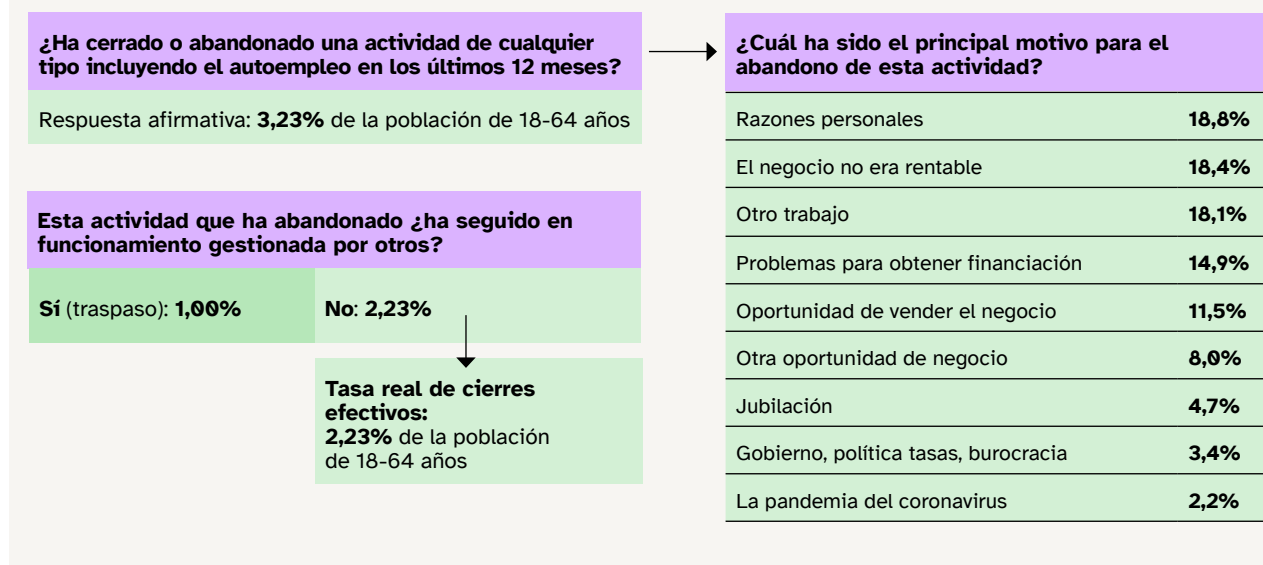 ¿Ha cerrado o abandonado una actividad de cualquier
tipo incluyendo el autoempleo en los últimos 12 meses?
Respuesta afirmativa: 3,23% de la población de 18-64 años
Esta actividad que ha abandonado ¿ha seguido en
funcionamiento gestionada por otros?
Sí (traspaso): 1,00%
No: 2,23%
Tasa real de cierres
efectivos:
2,23% de la población
de 18-64 años
¿Cuál ha sido el principal motivo para el
abandono de esta actividad?
Razones personales 18,8%
El negocio no era rentable 18,4%
Otro trabajo 18,1%
Problemas para obtener financiación 14,9%
Oportunidad de vender el negocio 11,5%
Otra oportunidad de negocio 8,0%
Jubilación 4,7%
Gobierno, política tasas, burocracia 3,4%
La pandemia del coronavirus 2,2%